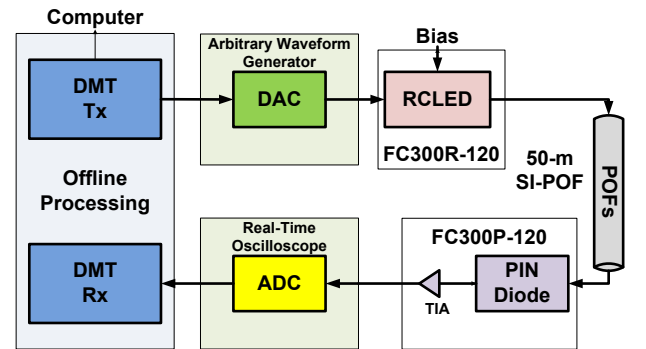 Computer
DMT
Tx
Offline
Processing
DMT
Rx
Arbitrary Waveform
Generator
DAC
Bias
RCLED
FC300R-120
50-m
SI-POF
POFs
Real-Time
Oscilloscope
ADC
FC300P-120
TIA
PIN
Diode